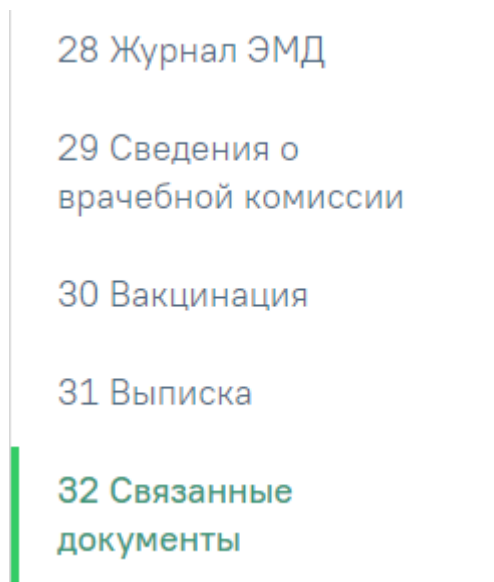 28 Журнал ЭМД
29 Сведения о
врачебной комиссии
30 Вакцинация
31 Выписка
32 Связанные
документы